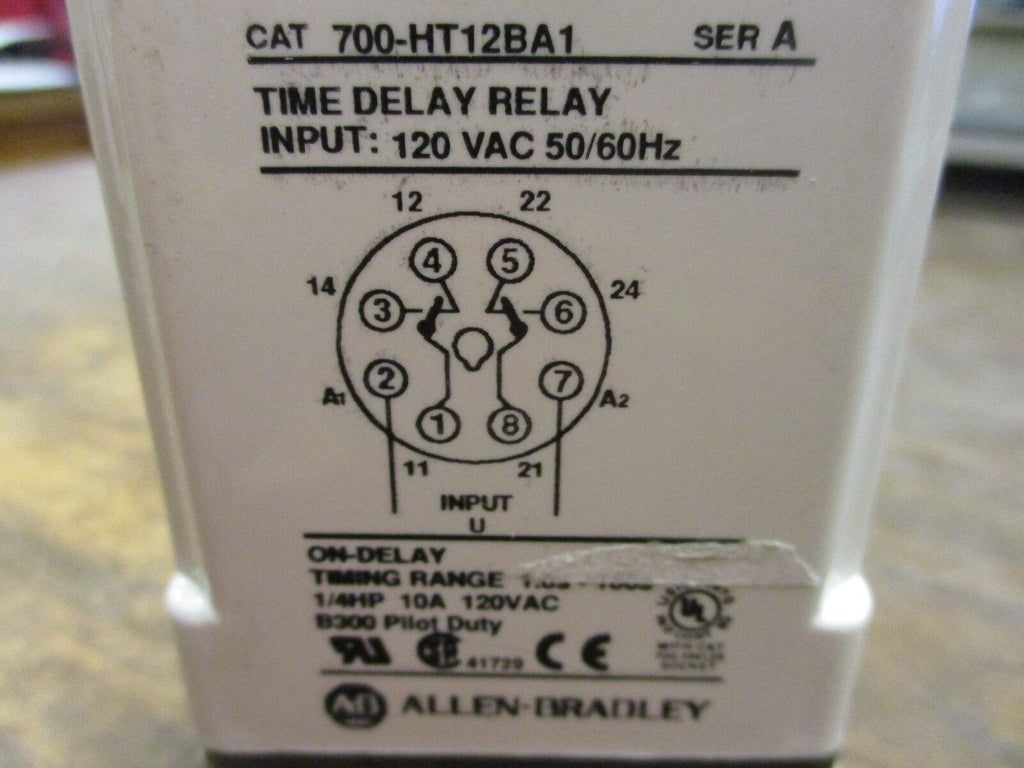 CAT 700-HT12BA1 SER A
TIME DELAY RELAY
INPUT: 120 VAC 50/60Hz
12 22
4 5
14 3 6 24
2 7
A1 A2
1 8
11 21
INPUT
U
ON-DELAY
TIMING RANGE
1/4HP 10A 120VAC
B300 Pilot Duty
41729 CE
UL
AB ALLEN-BRADLEY